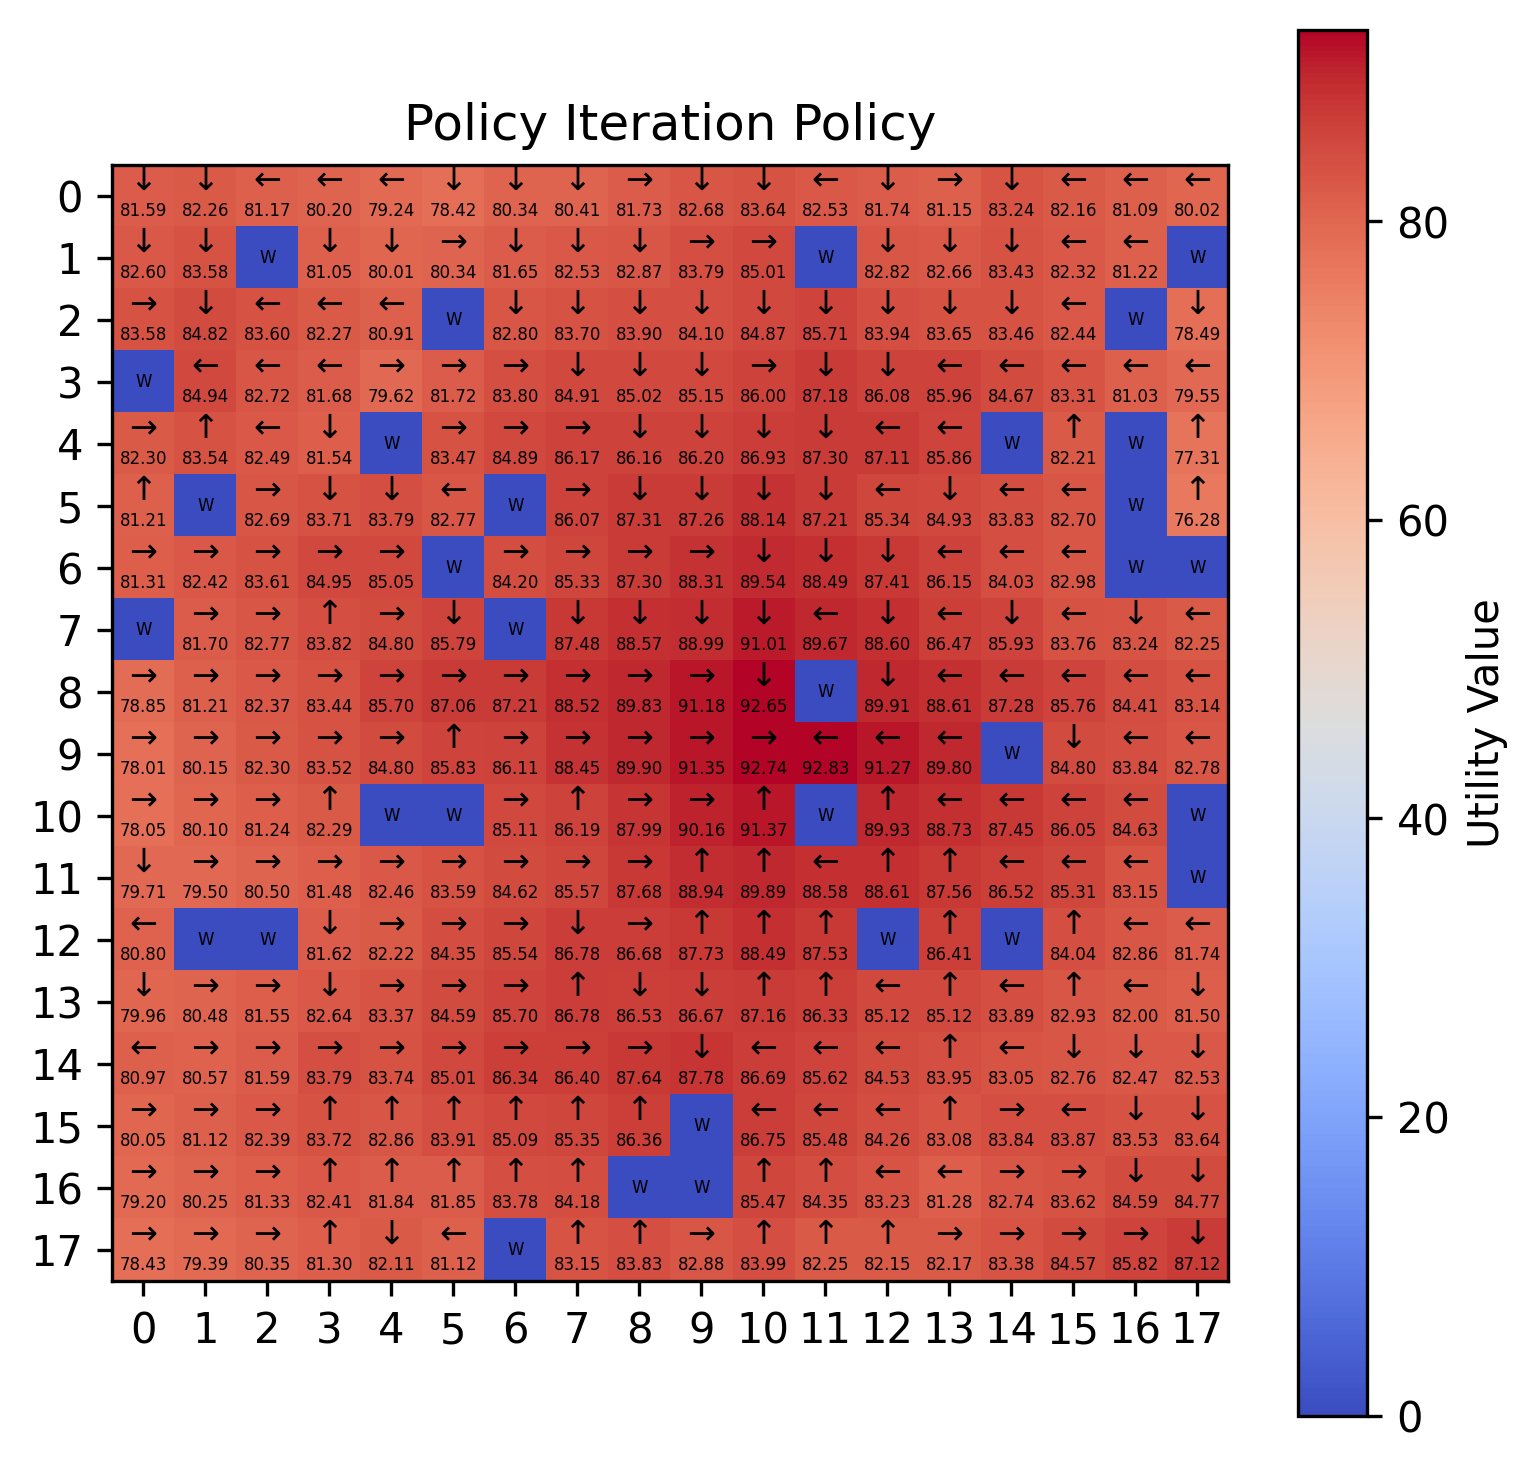 Policy Iteration Policy
↓ ↓ ← ← ← ↓ ↓ ↓ → ↓ ↓ ← ↓ → ↓ ← ← ←
0 81.59 82.26 81.17 80.20 79.24 78.42 80.34 80.41 81.73 82.68 83.64 82.53 81.74 81.15 83.24 82.16 81.09 80.02
↓ ↓ W ↓ ↓ → ↓ ↓ ↓ → → W ↓ ↓ ↓ ← ← W
1 82.60 83.58 81.05 80.01 80.34 81.65 82.53 82.87 83.79 85.01 82.82 82.66 83.43 82.32 81.22
→ ↓ ← ← ← W ↓ ↓ ↓ ↓ ↓ ↓ ↓ ↓ ↓ ← W ↓
2 83.58 84.82 83.60 82.27 80.91 82.80 83.70 83.90 84.10 84.87 85.71 83.94 83.65 83.46 82.44 78.49
W ← ← ← → → → ↓ ↓ ↓ → ↓ ↓ ← ← ← ← ←
3 84.94 82.72 81.68 79.62 81.72 83.80 84.91 85.02 85.15 86.00 87.18 86.08 85.96 84.67 83.31 81.03 79.55
→ ↑ ← ↓ W → → → ↓ ↓ ↓ ↓ ← ← W ↑ W ↑
4 82.30 83.54 82.49 81.54 83.47 84.89 86.17 86.16 86.20 86.93 87.30 87.11 85.86 82.21 77.31
↑ W → ↓ ↓ ← W → ↓ ↓ ↓ ↓ ← ↓ ← ← W ↑
5 81.21 82.69 83.71 83.79 82.77 86.07 87.31 87.26 88.14 87.21 85.34 84.93 83.83 82.70 76.28
→ → → → → W → → → → ↓ ↓ ↓ ← ← ← W W
6 81.31 82.42 83.61 84.95 85.05 84.20 85.33 87.30 88.31 89.54 88.49 87.41 86.15 84.03 82.98
W → → ↑ → ↓ W ↓ ↓ ↓ ↓ ← ↓ ← ↓ ← ↓ ←
7 81.70 82.77 83.82 84.80 85.79 87.48 88.57 88.99 91.01 89.67 88.60 86.47 85.93 83.76 83.24 82.25
→ → → → → → → → → → ↓ W ↓ ← ← ← ← ←
8 78.85 81.21 82.37 83.44 85.70 87.06 87.21 88.52 89.83 91.18 92.65 89.91 88.61 87.28 85.76 84.41 83.14
→ → → → → ↑ → → → → → ← ← ← W ↓ ← ←
9 78.01 80.15 82.30 83.52 84.80 85.83 86.11 88.45 89.90 91.35 92.74 92.83 91.27 89.80 84.80 83.84 82.78
→ → → ↑ W W → ↑ → → ↑ W ↑ ← ← ← ← W
10 78.05 80.10 81.24 82.29 85.11 86.19 87.99 90.16 91.37 89.93 88.73 87.45 86.05 84.63
↓ → → → → → → → → ↑ ↑ ← ↑ ↑ ← ← ← W
11 79.71 79.50 80.50 81.48 82.46 83.59 84.62 85.57 87.68 88.94 89.89 88.58 88.61 87.56 86.52 85.31 83.15
← W W ↓ → → → ↓ → ↑ ↑ ↑ W ↑ W ↑ ← ←
12 80.80 81.62 82.22 84.35 85.54 86.78 86.68 87.73 88.49 87.53 86.41 84.04 82.86 81.74
↓ → → ↓ → → → ↑ ↓ ↓ ↑ ↑ ← ↑ ← ↑ ← ↓
13 79.96 80.48 81.55 82.64 83.37 84.59 85.70 86.78 86.53 86.67 87.16 86.33 85.12 85.12 83.89 82.93 82.00 81.50
← → → → → → → → → ↓ ← ← ← ↑ ← ↓ ↓ ↓
14 80.97 80.57 81.59 83.79 83.74 85.01 86.34 86.40 87.64 87.78 86.69 85.62 84.53 83.95 83.05 82.76 82.47 82.53
→ → → ↑ ↑ ↑ ↑ ↑ ↑ W ← ← ← ↑ → ← ↓ ↓
15 80.05 81.12 82.39 83.72 82.86 83.91 85.09 85.35 86.36 86.75 85.48 84.26 83.08 83.84 83.87 83.53 83.64
→ → → ↑ ↑ ↑ ↑ ↑ W W ↑ ↑ ← ← → → ↓ ↓
16 79.20 80.25 81.33 82.41 81.84 81.85 83.78 84.18 85.47 84.35 83.23 81.28 82.74 83.62 84.59 84.77
→ → → ↑ ↓ ← W ↑ ↑ → ↑ ↑ ↑ → → → → ↓
17 78.43 79.39 80.35 81.30 82.11 81.12 83.15 83.83 82.88 83.99 82.25 82.15 82.17 83.38 84.57 85.82 87.12
0 1 2 3 4 5 6 7 8 9 10 11 12 13 14 15 16 17
80
60
40
20
0
Utility Value